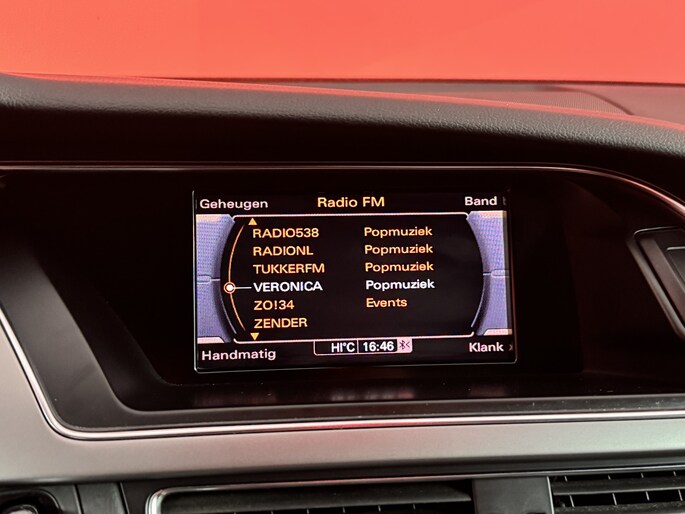 Geheugen Radio FM Band
RADIO538 Popmuziek
RADIONL Popmuziek
TUKKERFM Popmuziek
VERONICA Popmuziek
ZO!34 Events
ZENDER
Handmatig HI°C 16:46 Klank